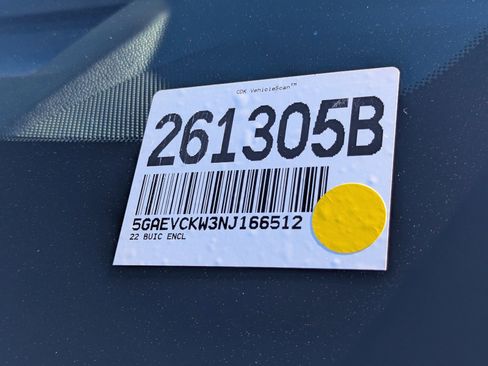 CDK VehicleScan™
261305B
5GAEVCKW3NJ166512
22 BUIC ENCL